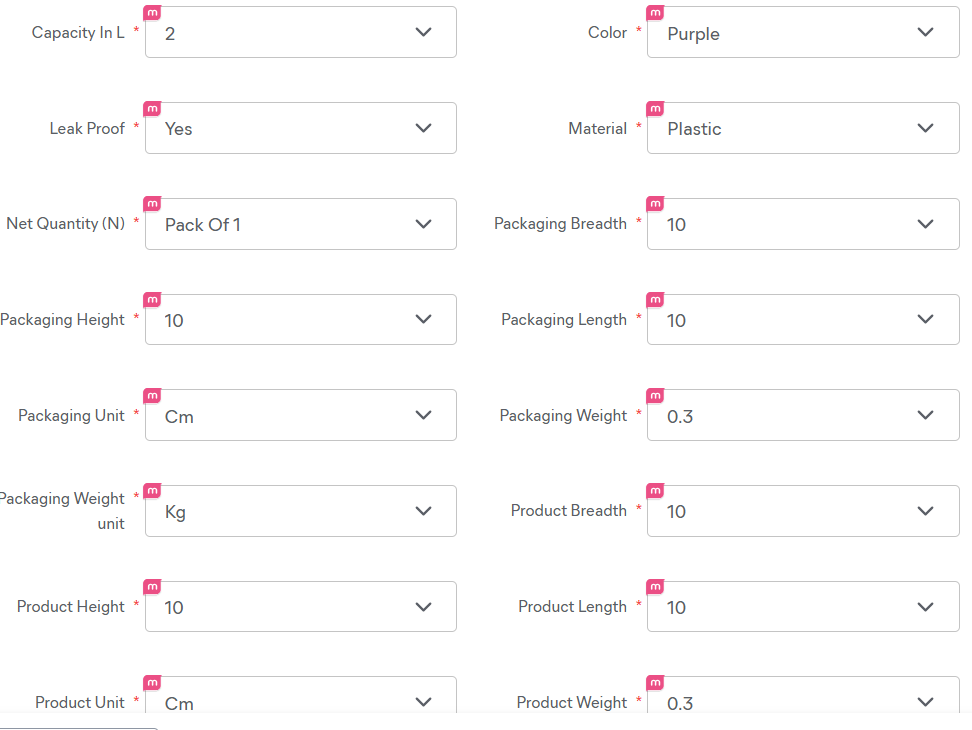 Capacity In L * m 2
Color * m Purple
Leak Proof * m Yes
Material * m Plastic
Net Quantity (N) * m Pack Of 1
Packaging Breadth * m 10
Packaging Height * m 10
Packaging Length * m 10
Packaging Unit * m Cm
Packaging Weight * m 0.3
Packaging Weight * m Kg
unit
Product Breadth * m 10
Product Height * m 10
Product Length * m 10
Product Unit * m Cm
Product Weight * m 0.3